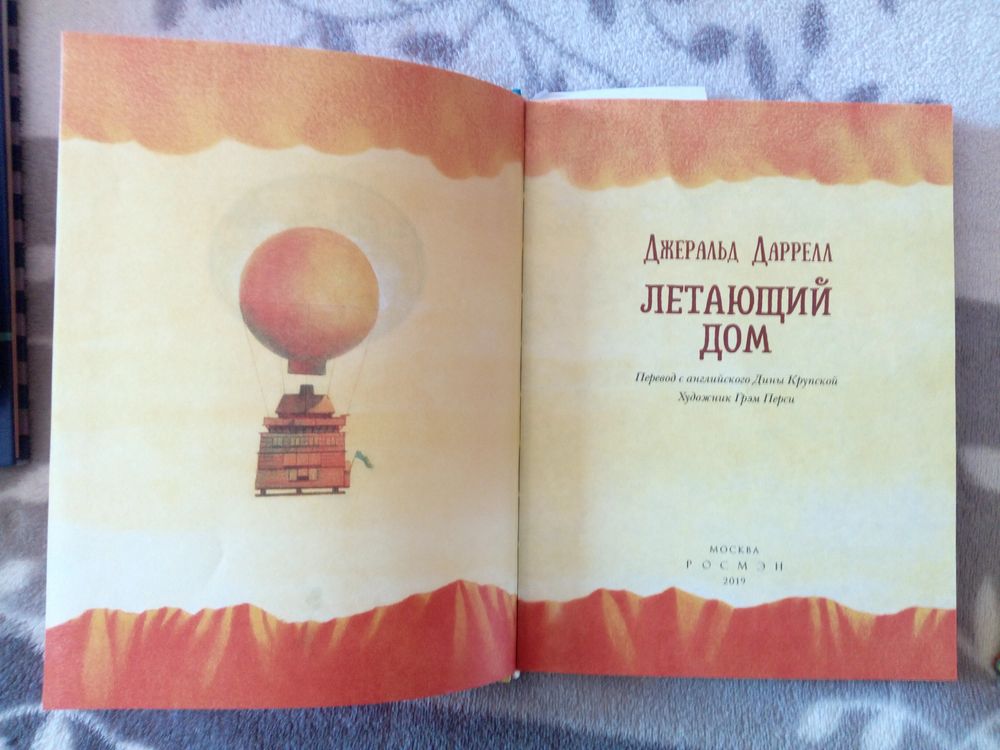 Джеральд Даррелл
ЛЕТАЮЩИЙ
ДОМ
Перевод с английского Дины Крупской
Художник Грэм Перси
МОСКВА
РОСМЭН
2019